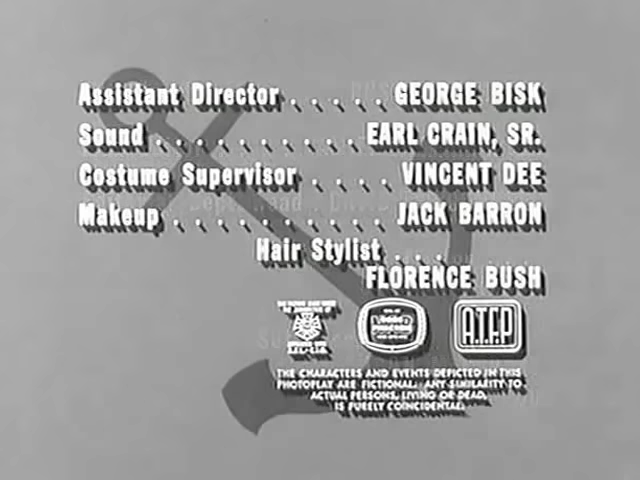 Assistant Director . . . . . GEORGE BISK
Sound . . . . . . . . . . EARL CRAIN, SR.
Costume Supervisor . . . . VINCENT DEE
Makeup . . . . . . . . . . JACK BARRON
Hair Stylist . . .
FLORENCE BUSH
A.T.F.P.
THE CHARACTERS AND EVENTS DEPICTED IN THIS
PHOTOPLAY ARE FICTIONAL. ANY SIMILARITY TO
ACTUAL PERSONS, LIVING OR DEAD,
IS PURELY COINCIDENTAL.